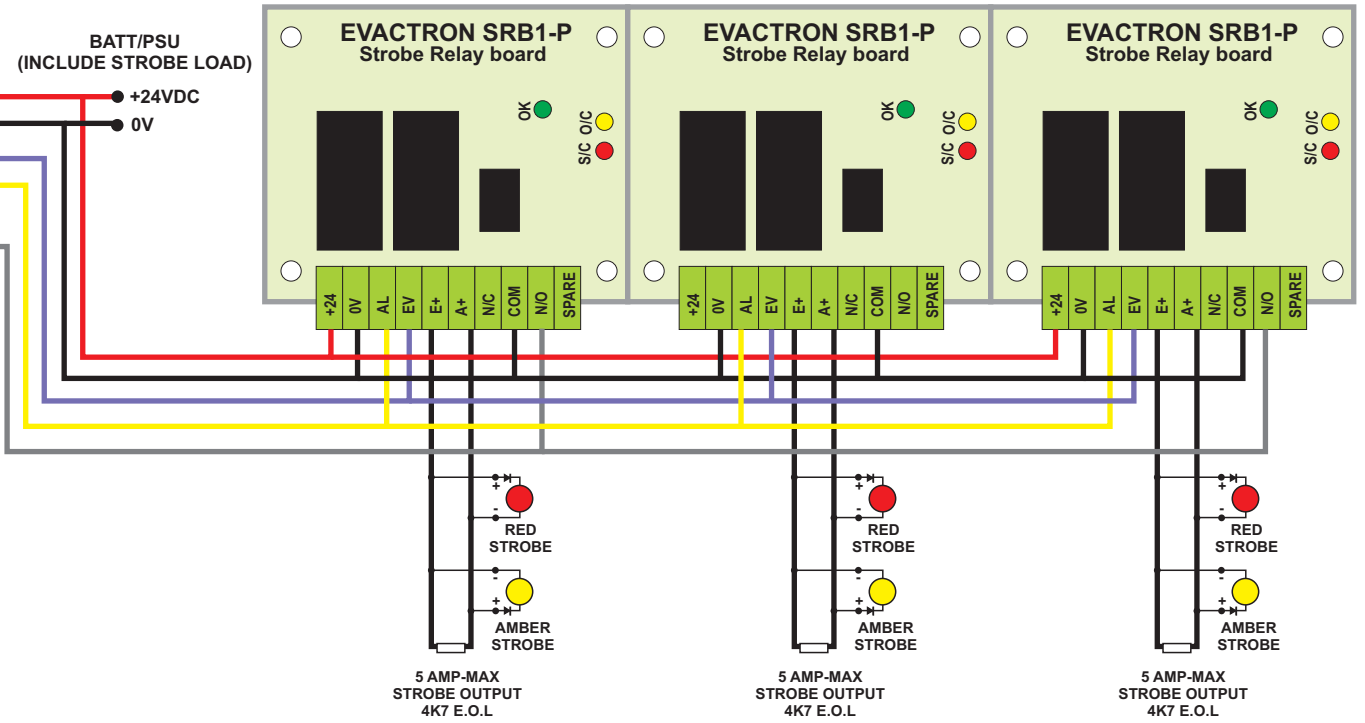 BATT/PSU
(INCLUDE STROBE LOAD)
+24VDC
0V
EVACTRON SRB1-P
Strobe Relay board
OK
O/C
S/C
+24
0V
AL
EV
E+
A+
N/C
COM
N/O
SPARE
+
-
RED
STROBE
-
+
AMBER
STROBE
5 AMP-MAX
STROBE OUTPUT
4K7 E.O.L
EVACTRON SRB1-P
Strobe Relay board
OK
O/C
S/C
+24
0V
AL
EV
E+
A+
N/C
COM
N/O
SPARE
+
-
RED
STROBE
-
+
AMBER
STROBE
5 AMP-MAX
STROBE OUTPUT
4K7 E.O.L
EVACTRON SRB1-P
Strobe Relay board
OK
O/C
S/C
+24
0V
AL
EV
E+
A+
N/C
COM
N/O
SPARE
+
-
RED
STROBE
-
+
AMBER
STROBE
5 AMP-MAX
STROBE OUTPUT
4K7 E.O.L